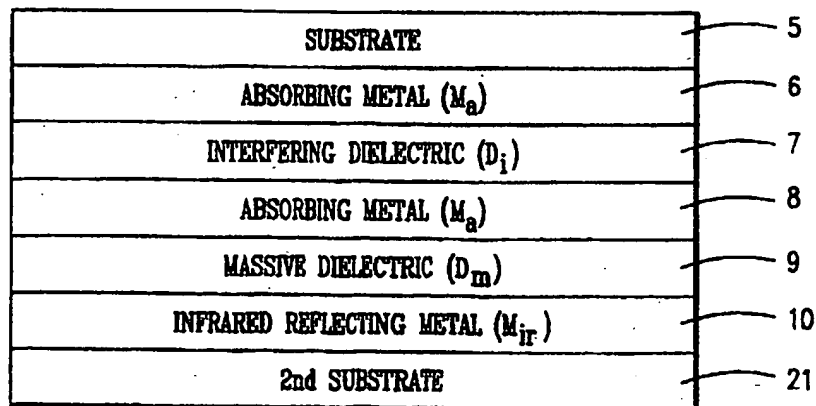 SUBSTRATE 5
ABSORBING METAL (Ma) 6
INTERFERING DIELECTRIC (Di) 7
ABSORBING METAL (Ma) 8
MASSIVE DIELECTRIC (Dm) 9
INFRARED REFLECTING METAL (Mir) 10
2nd SUBSTRATE 21